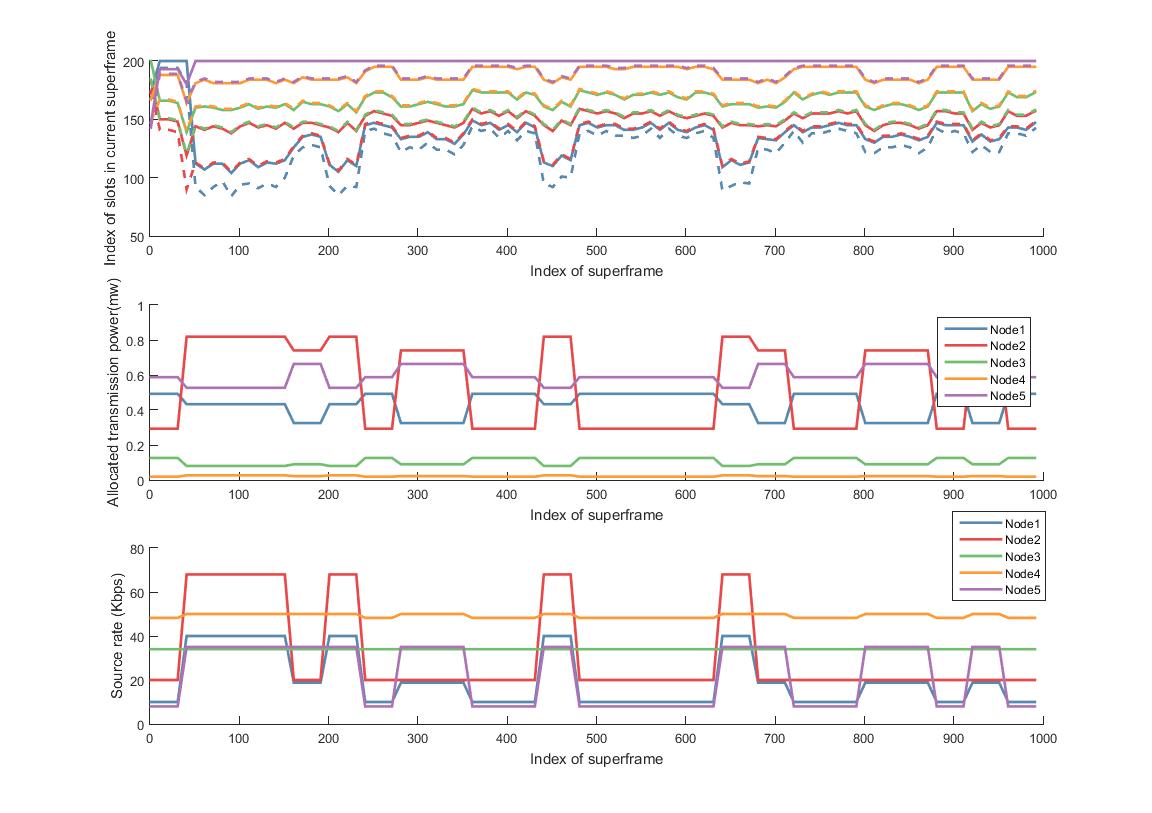 Index of slots in current superframe
200
150
100
50
0 100 200 300 400 500 600 700 800 900 1000
Index of superframe
Allocated transmission power(mw)
1
0.8
0.6
0.4
0.2
0
Node1
Node2
Node3
Node4
Node5
0 100 200 300 400 500 600 700 800 900 1000
Index of superframe
Node1
Node2
Node3
Node4
Node5
Source rate (Kbps)
80
60
40
20
0
0 100 200 300 400 500 600 700 800 900 1000
Index of superframe